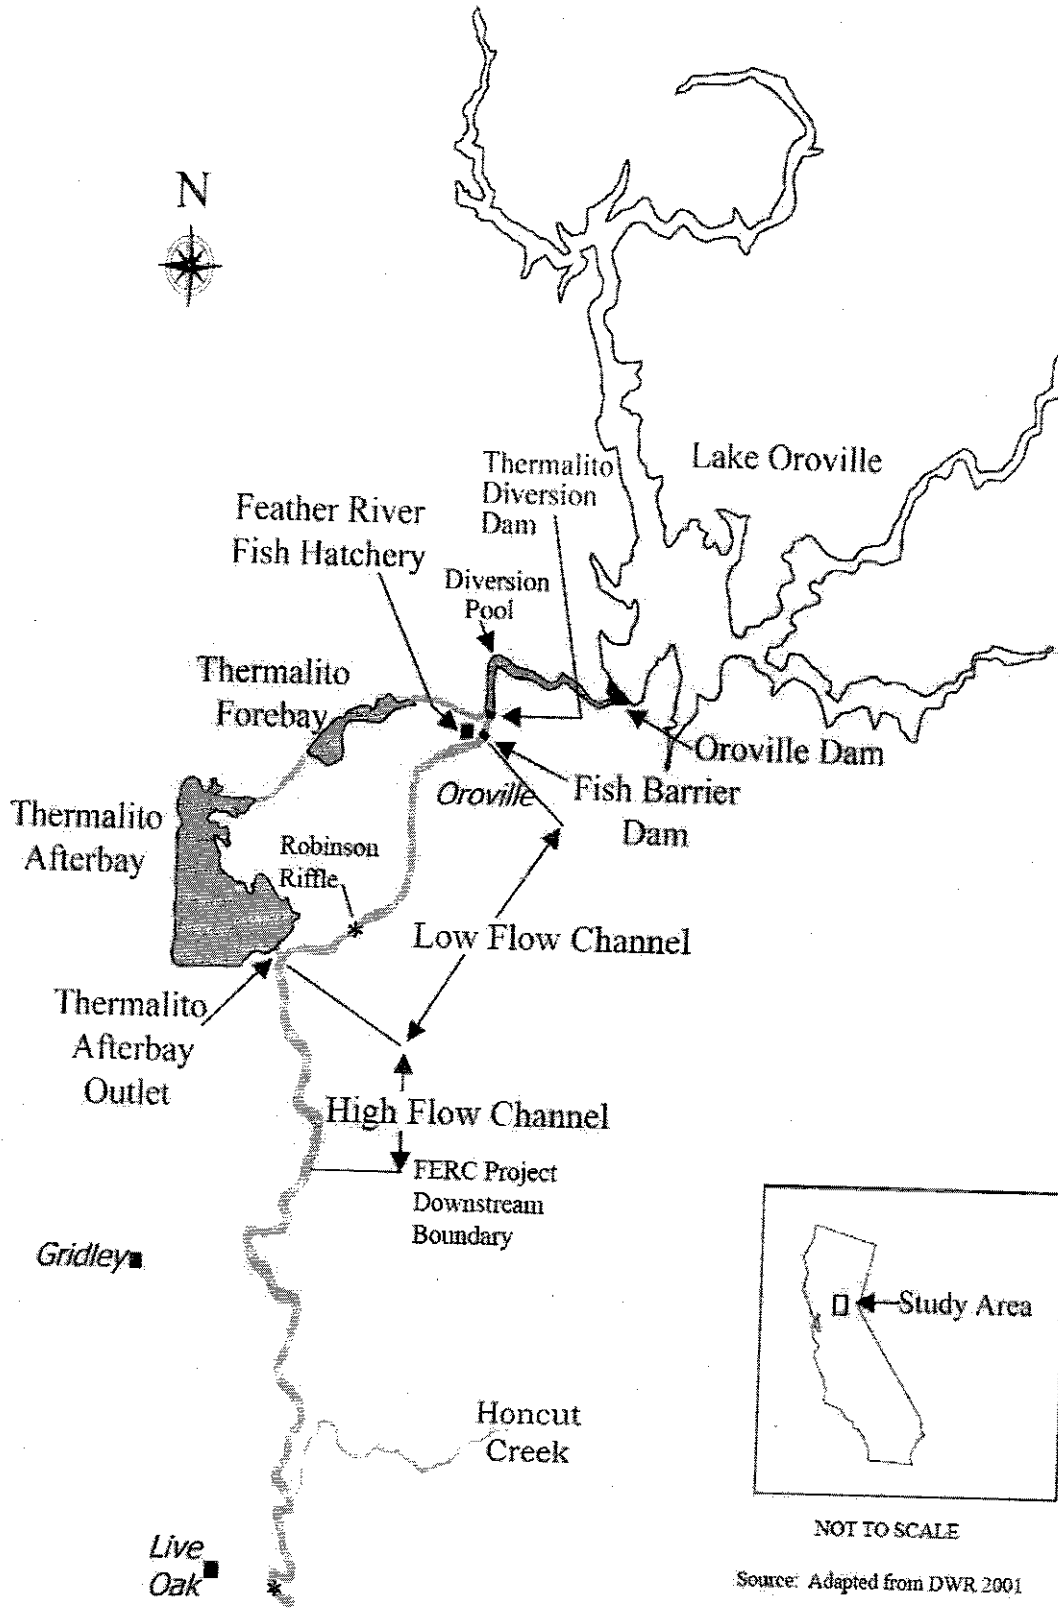 N
Lake Oroville
Thermalito
Diversion
Dam
Feather River
Fish Hatchery
Diversion
Pool
Thermalito
Forebay
Oroville Dam
Oroville
Fish Barrier
Dam
Thermalito
Afterbay
Robinson
Riffle
Low Flow Channel
Thermalito
Afterbay
Outlet
High Flow Channel
FERC Project
Downstream
Boundary
Gridley
Study Area
Honcut
Creek
Live
Oak
NOT TO SCALE
Source: Adapted from DWR 2001